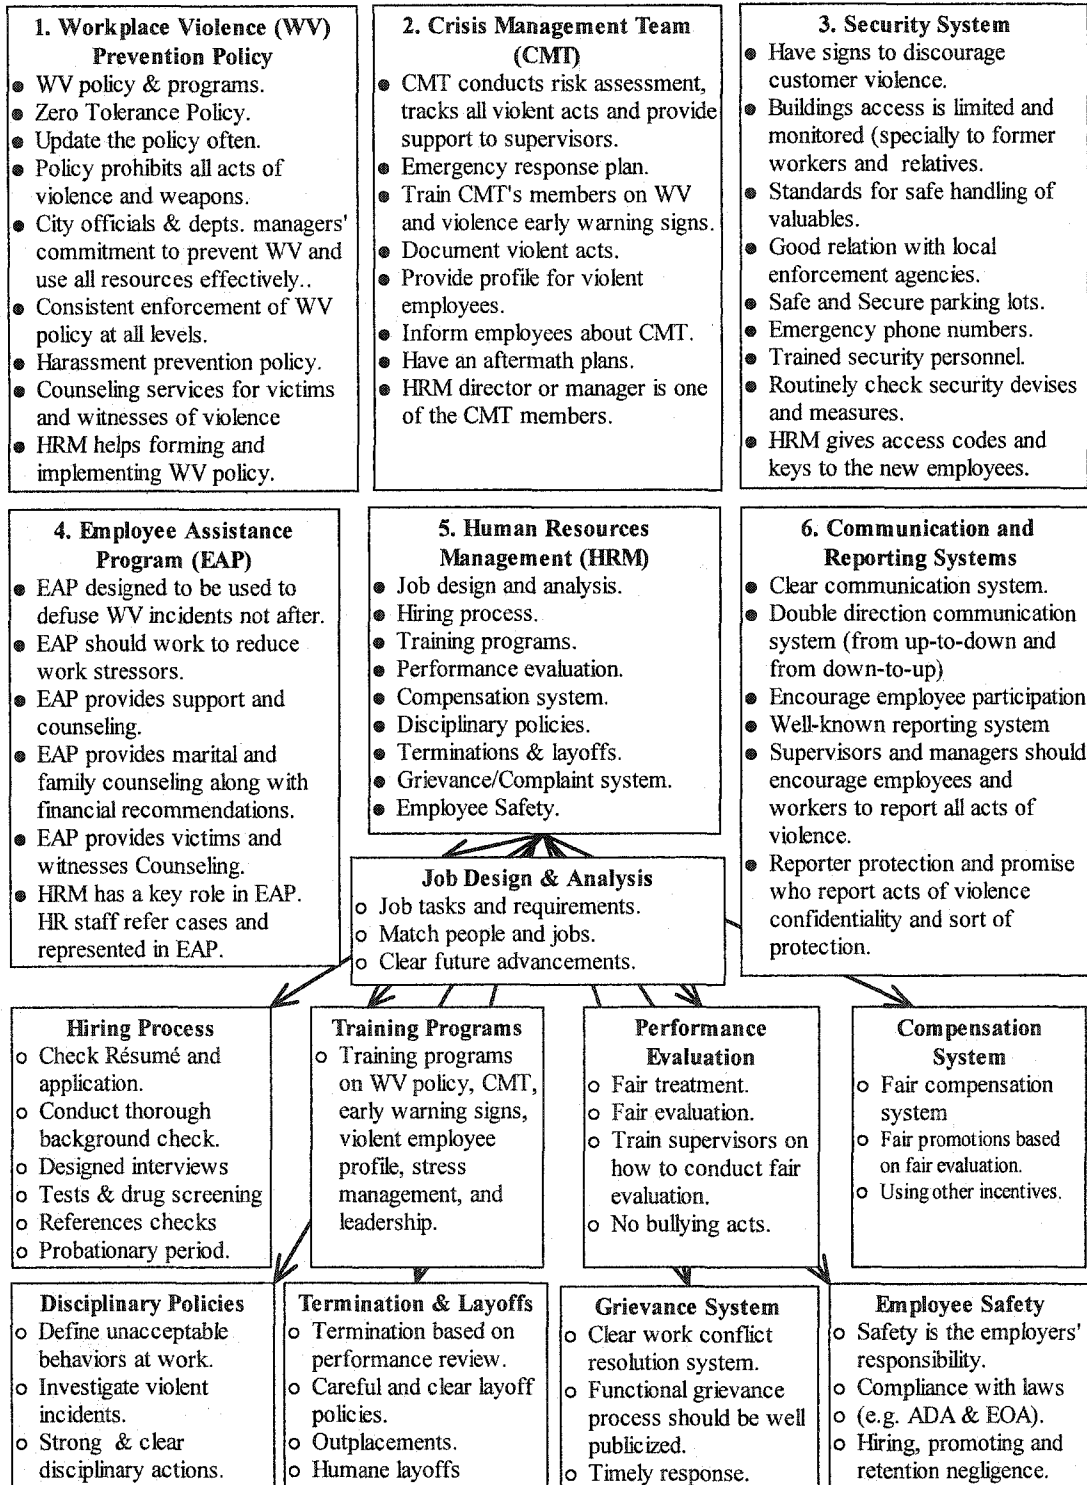 1. Workplace Violence (WV)
Prevention Policy
● WV policy & programs.
● Zero Tolerance Policy.
● Update the policy often.
● Policy prohibits all acts of
violence and weapons.
● City officials & depts. managers'
commitment to prevent WV and
use all resources effectively..
● Consistent enforcement of WV
policy at all levels.
● Harassment prevention policy.
● Counseling services for victims
and witnesses of violence
● HRM helps forming and
implementing WV policy.
2. Crisis Management Team
(CMT)
● CMT conducts risk assessment,
tracks all violent acts and provide
support to supervisors.
● Emergency response plan.
● Train CMT's members on WV
and violence early warning signs.
● Document violent acts.
● Provide profile for violent
employees.
● Inform employees about CMT.
● Have an aftermath plans.
● HRM director or manager is one
of the CMT members.
3. Security System
● Have signs to discourage
customer violence.
● Buildings access is limited and
monitored (specially to former
workers and relatives.
● Standards for safe handling of
valuables.
● Good relation with local
enforcement agencies.
● Safe and Secure parking lots.
● Emergency phone numbers.
● Trained security personnel.
● Routinely check security devises
and measures.
● HRM gives access codes and
keys to the new employees.
4. Employee Assistance
Program (EAP)
● EAP designed to be used to
defuse WV incidents not after.
● EAP should work to reduce
work stressors.
● EAP provides support and
counseling.
● EAP provides marital and
family counseling along with
financial recommendations.
● EAP provides victims and
witnesses Counseling.
● HRM has a key role in EAP.
HR staff refer cases and
represented in EAP.
5. Human Resources
Management (HRM)
● Job design and analysis.
● Hiring process.
● Training programs.
● Performance evaluation.
● Compensation system.
● Disciplinary policies.
● Terminations & layoffs.
● Grievance/Complaint system.
● Employee Safety.
6. Communication and
Reporting Systems
● Clear communication system.
● Double direction communication
system (from up-to-down and
from down-to-up)
● Encourage employee participation
● Well-known reporting system
● Supervisors and managers should
encourage employees and
workers to report all acts of
violence.
● Reporter protection and promise
who report acts of violence
confidentiality and sort of
protection.
Job Design & Analysis
o Job tasks and requirements.
o Match people and jobs.
o Clear future advancements.
Hiring Process
o Check Résumé and
application.
o Conduct thorough
background check.
o Designed interviews
o Tests & drug screening
o References checks
o Probationary period.
Training Programs
o Training programs
on WV policy, CMT,
early warning signs,
violent employee
profile, stress
management, and
leadership.
Performance
Evaluation
o Fair treatment.
o Fair evaluation.
o Train supervisors on
how to conduct fair
evaluation.
o No bullying acts.
Compensation
System
o Fair compensation
system
o Fair promotions based
on fair evaluation.
o Using other incentives.
Disciplinary Policies
o Define unacceptable
behaviors at work.
o Investigate violent
incidents.
o Strong & clear
disciplinary actions.
Termination & Layoffs
o Termination based on
performance review.
o Careful and clear layoff
policies.
o Outplacements.
o Humane layoffs
Grievance System
o Clear work conflict
resolution system.
o Functional grievance
process should be well
publicized.
o Timely response.
Employee Safety
o Safety is the employers'
responsibility.
o Compliance with laws
o (e.g. ADA & EOA).
o Hiring, promoting and
retention negligence.